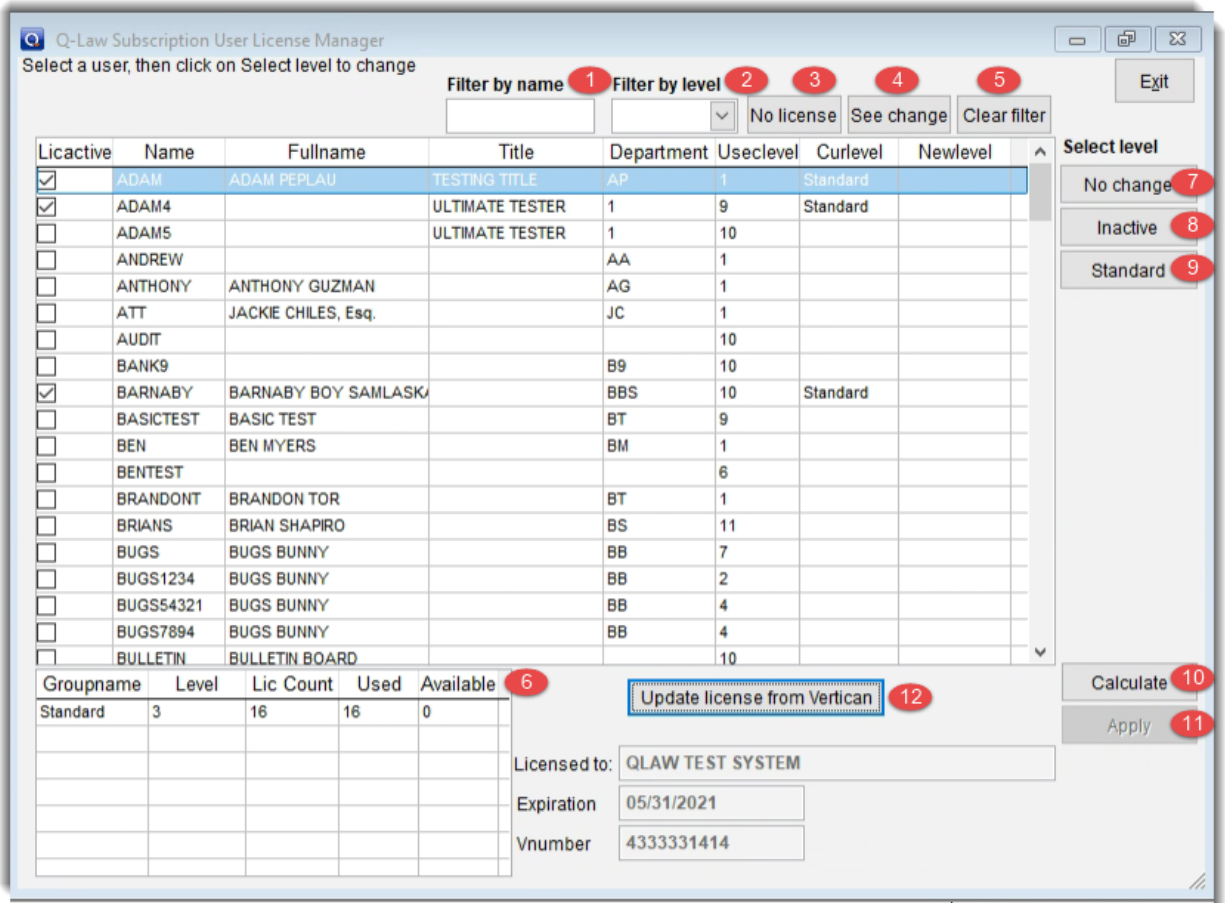 Q-Law Subscription User License Manager
Select a user, then click on Select level to change
Filter by name 1 Filter by level 2 3 4 5 Exit
No license See change Clear filter
Licactive Name Fullname Title Department Useclevel Curlevel Newlevel Select level
ADAM ADAM PEPLAU TESTING TITLE AP 1 Standard No change 7
ADAM4 ULTIMATE TESTER 1 9 Standard
ADAM5 ULTIMATE TESTER 1 10 Inactive 8
ANDREW AA 1
ANTHONY ANTHONY GUZMAN AG 1 Standard 9
ATT JACKIE CHILES, Esq. JC 1
AUDIT 10
BANK9 B9 10
BARNABY BARNABY BOY SAMLASKA BBS 10 Standard
BASICTEST BASIC TEST BT 9
BEN BEN MYERS BM 1
BENTEST 6
BRANDONT BRANDON TOR BT 1
BRIANS BRIAN SHAPIRO BS 11
BUGS BUGS BUNNY BB 7
BUGS1234 BUGS BUNNY BB 2
BUGS54321 BUGS BUNNY BB 4
BUGS7894 BUGS BUNNY BB 4
BULLETIN BULLETIN BOARD 10
Groupname Level Lic Count Used Available 6 Update license from Vertican 12 Calculate 10
Standard 3 16 16 0 Apply 11
Licensed to: QLAW TEST SYSTEM
Expiration 05/31/2021
Vnumber 4333331414